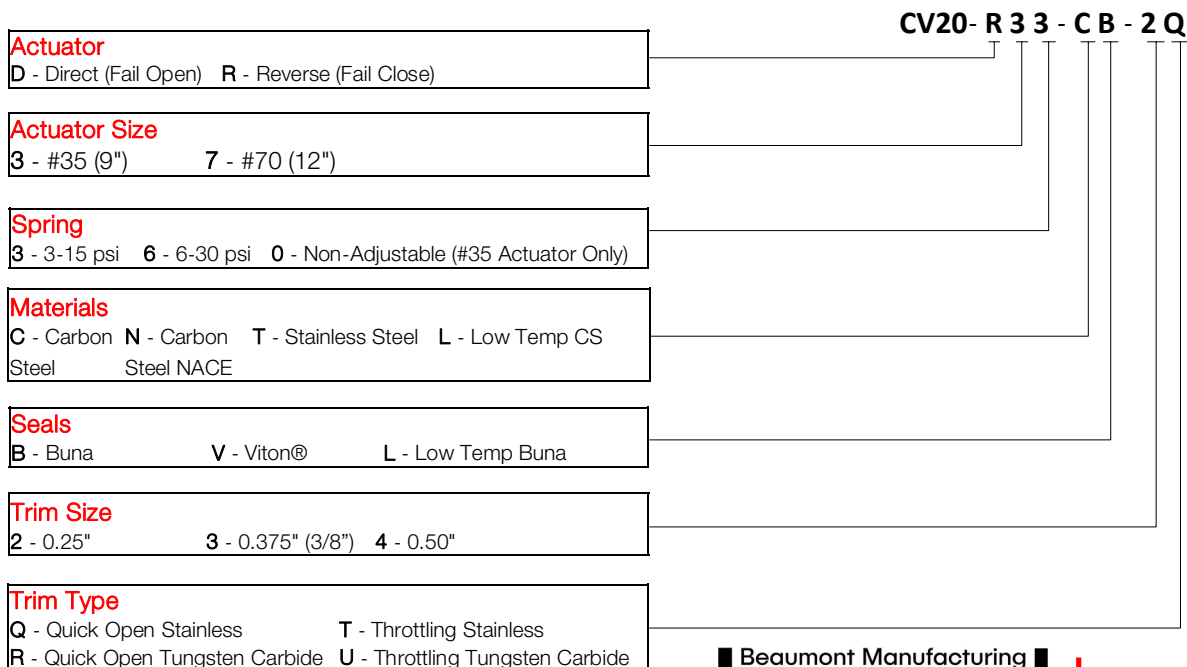 CV20- R 3 3 - C B - 2 Q
Actuator
D - Direct (Fail Open) R - Reverse (Fail Close)
Actuator Size
3 - #35 (9") 7 - #70 (12")
Spring
3 - 3-15 psi 6 - 6-30 psi 0 - Non-Adjustable (#35 Actuator Only)
Materials
C - Carbon N - Carbon T - Stainless Steel L - Low Temp CS
Steel Steel NACE
Seals
B - Buna V - Viton® L - Low Temp Buna
Trim Size
2 - 0.25" 3 - 0.375" (3/8”) 4 - 0.50"
Trim Type
Q - Quick Open Stainless T - Throttling Stainless
R - Quick Open Tungsten Carbide U - Throttling Tungsten Carbide
Beaumont Manufacturing